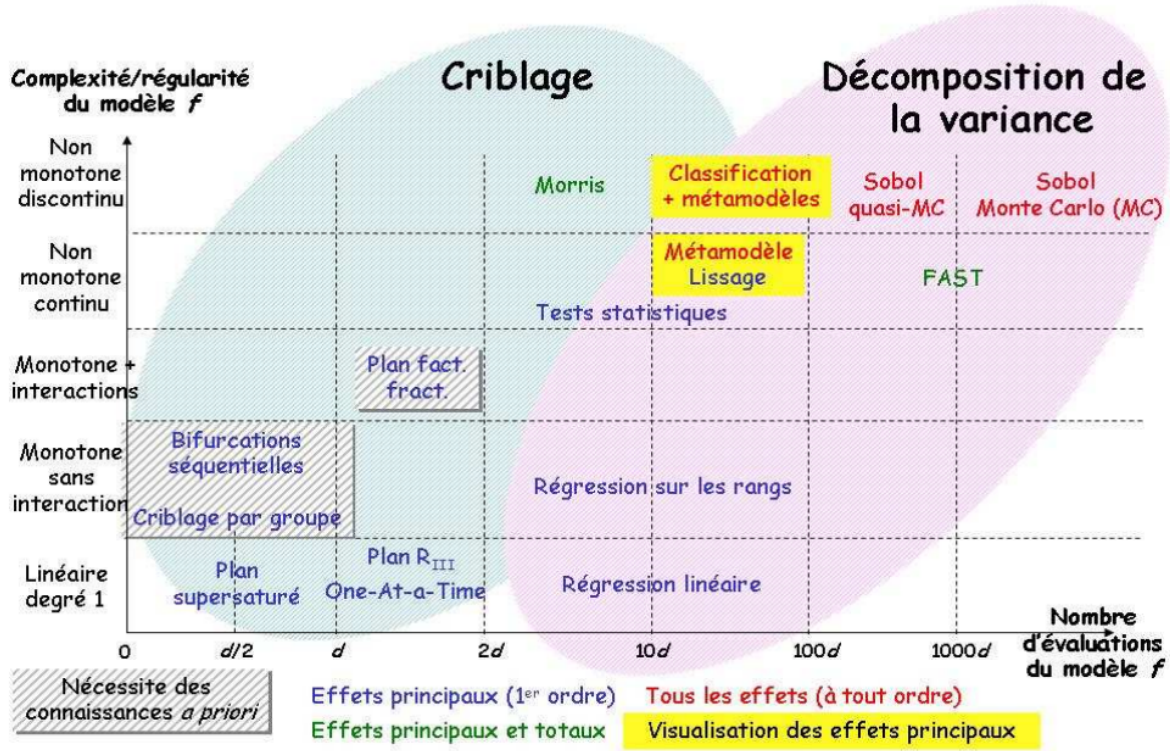 Complexité/régularité
du modèle f
Criblage
Décomposition de
la variance
Non
monotone
discontinu
Morris
Classification
+ métamodèles
Sobol
quasi-MC
Sobol
Monte Carlo (MC)
Non
monotone
continu
Métamodèle
Lissage
FAST
Tests statistiques
Monotone +
interactions
Plan fact.
fract.
Monotone
sans
interaction
Bifurcations
séquentielles
Criblage par groupe
Régression sur les rangs
Linéaire
degré 1
Plan
supersaturé
Plan R_III
One-At-a-Time
Régression linéaire
0
d/2
d
2d
10d
100d
1000d
Nombre
d'évaluations
du modèle f
Nécessite des
connaissances a priori
Effets principaux (1er ordre)
Tous les effets (à tout ordre)
Effets principaux et totaux
Visualisation des effets principaux